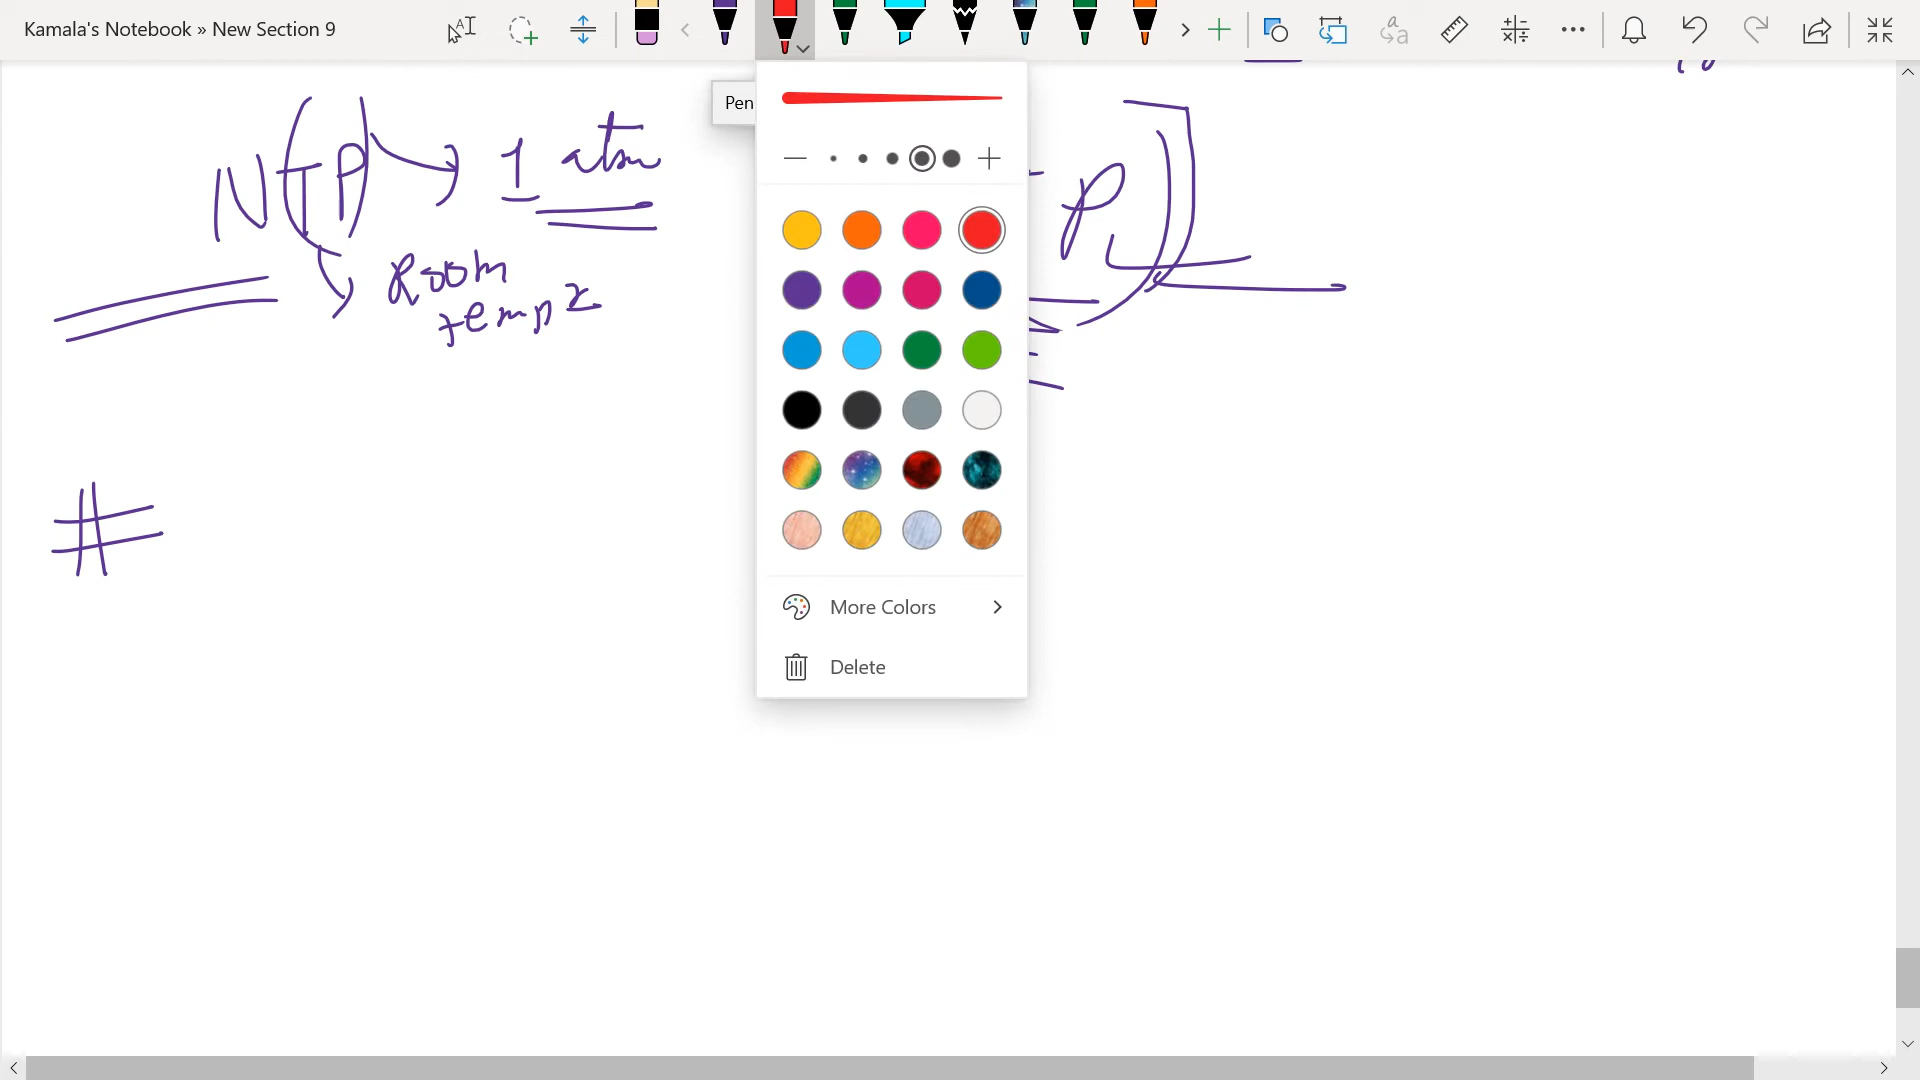 Kamala's Notebook » New Section 9
Pen
NTP → 1 atm
Room
temp
P
#
More Colors
Delete